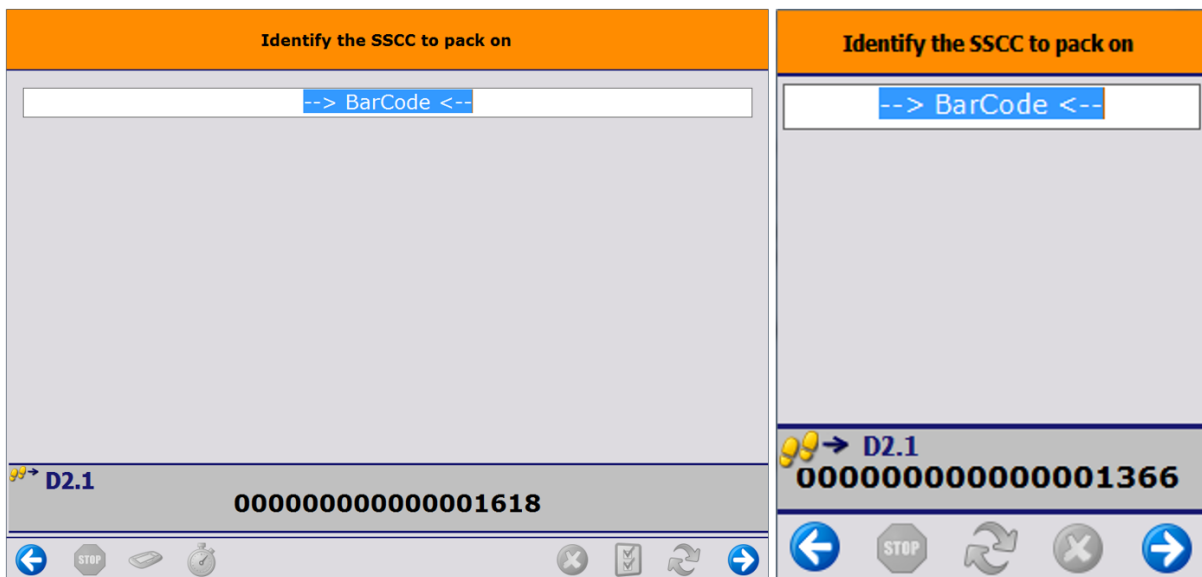 Identify the SSCC to pack on
--> BarCode <--
D2.1
000000000000001618
STOP
Identify the SSCC to pack on
--> BarCode <--
D2.1
000000000000001366
STOP